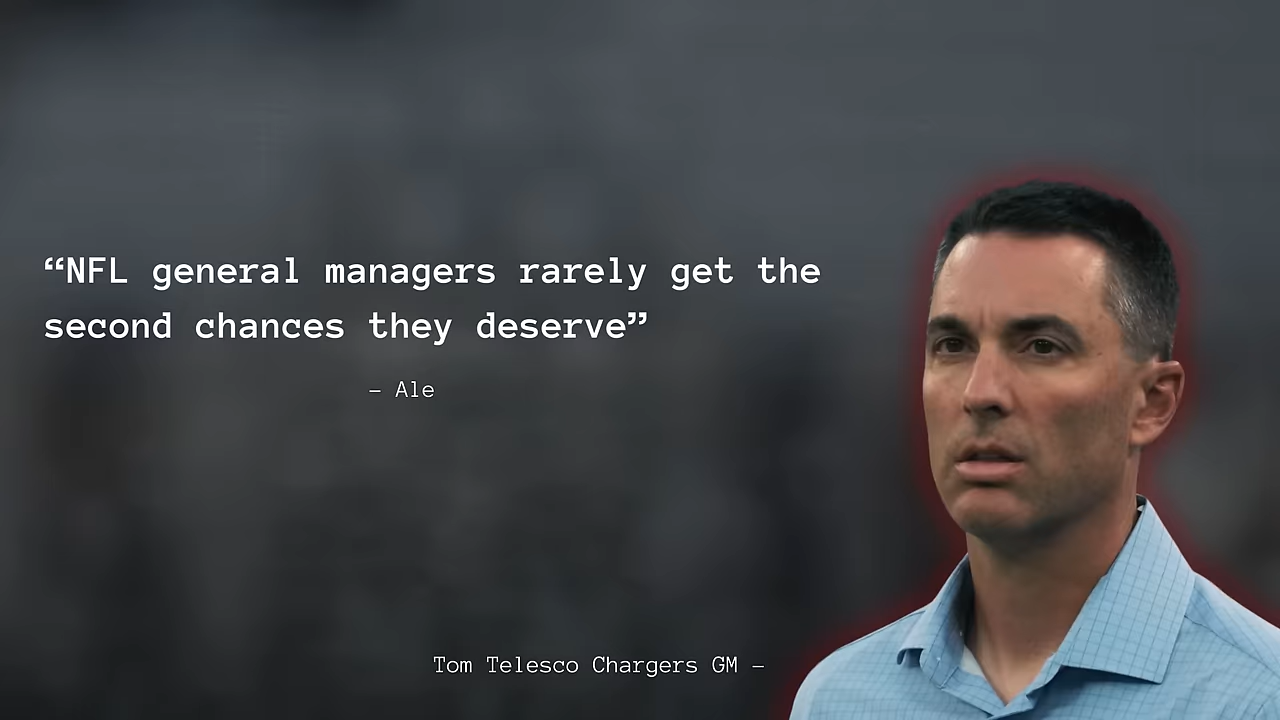 “NFL general managers rarely get the
second chances they deserve”
– Ale
Tom Telesco Chargers GM –